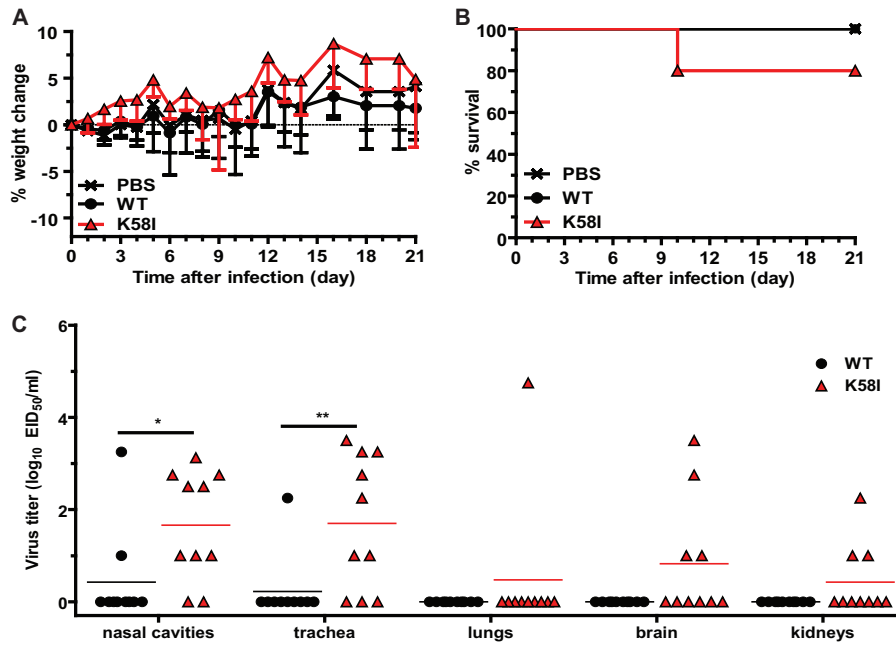 A
% weight change
10
5
0
-5
-10
PBS
WT
K58I
0 3 6 9 12 15 18 21
Time after infection (day)
B
% survival
100
80
60
40
20
0
PBS
WT
K58I
0 3 6 9 12 15 18 21
Time after infection (day)
C
Virus titer (log10 EID50/ml)
6
4
2
0
WT
K58I
*
**
nasal cavities trachea lungs brain kidneys